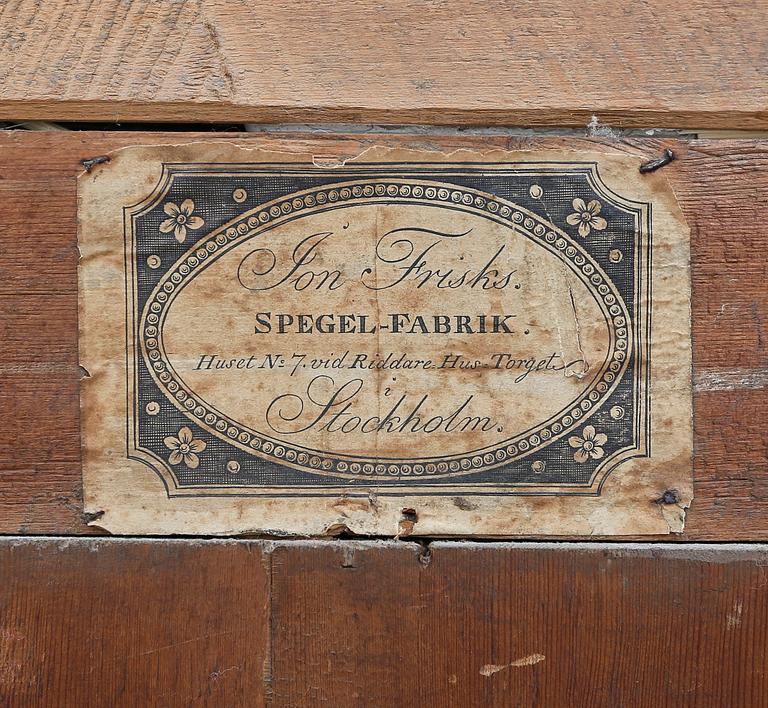 Jon Frisks.
SPEGEL-FABRIK.
Huset No 7. vid Riddare-Hus-Torget
i
Stockholm.